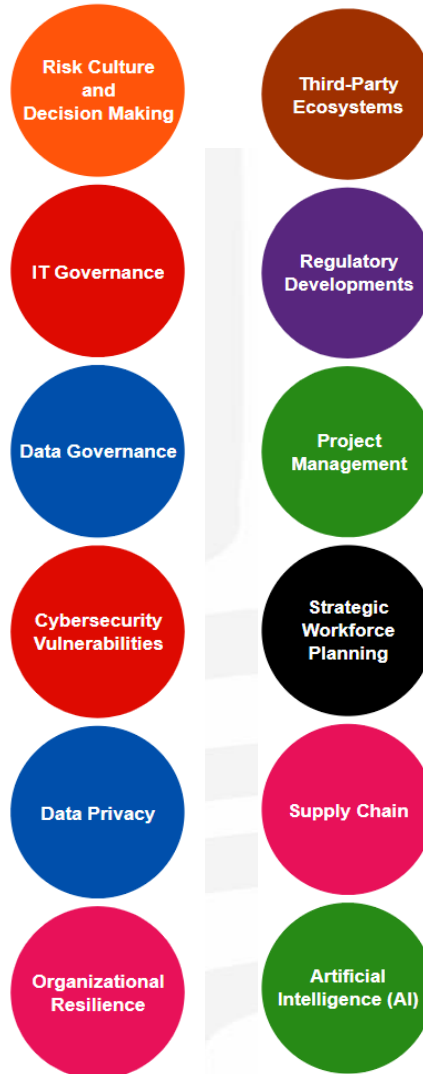 Risk Culture
and
Decision Making
Third-Party
Ecosystems
IT Governance
Regulatory
Developments
Data Governance
Project
Management
Cybersecurity
Vulnerabilities
Strategic
Workforce
Planning
Data Privacy
Supply Chain
Organizational
Resilience
Artificial
Intelligence (AI)